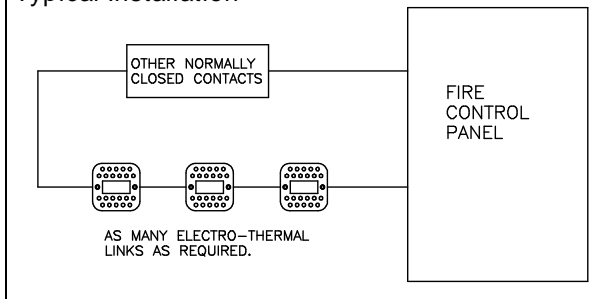 Typical Installation
OTHER NORMALLY
CLOSED CONTACTS
FIRE
CONTROL
PANEL
AS MANY ELECTRO-THERMAL
LINKS AS REQUIRED.